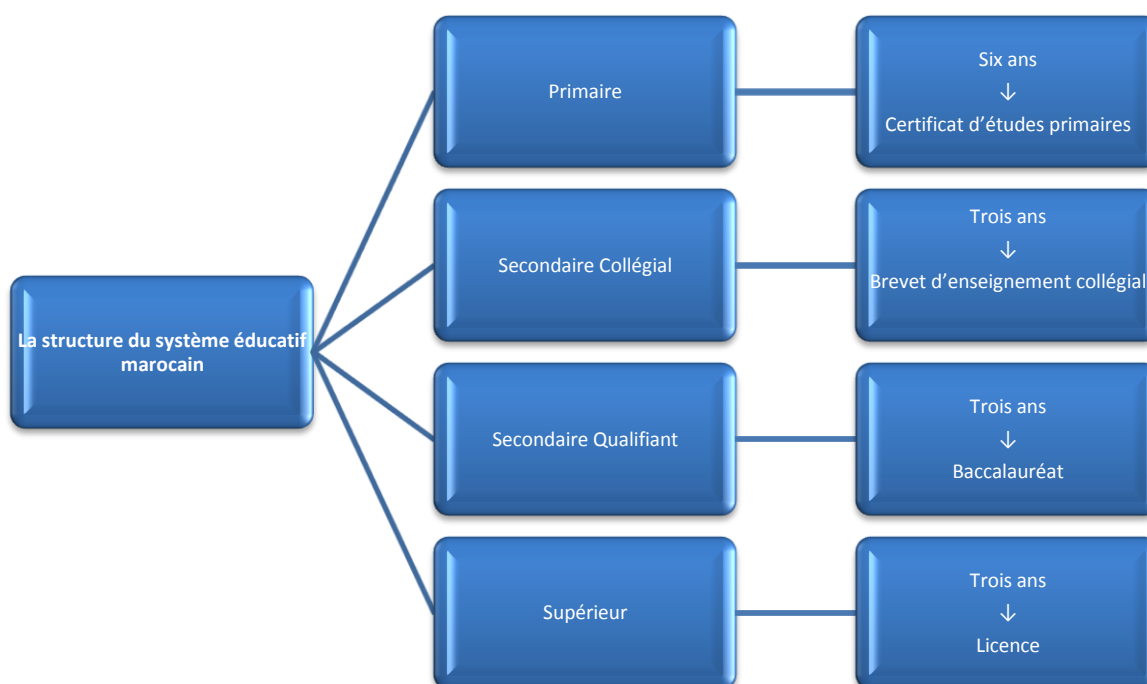 La structure du système éducatif
marocain
Primaire
Six ans
↓
Certificat d’études primaires
Secondaire Collégial
Trois ans
↓
Brevet d’enseignement collégial
Secondaire Qualifiant
Trois ans
↓
Baccalauréat
Supérieur
Trois ans
↓
Licence